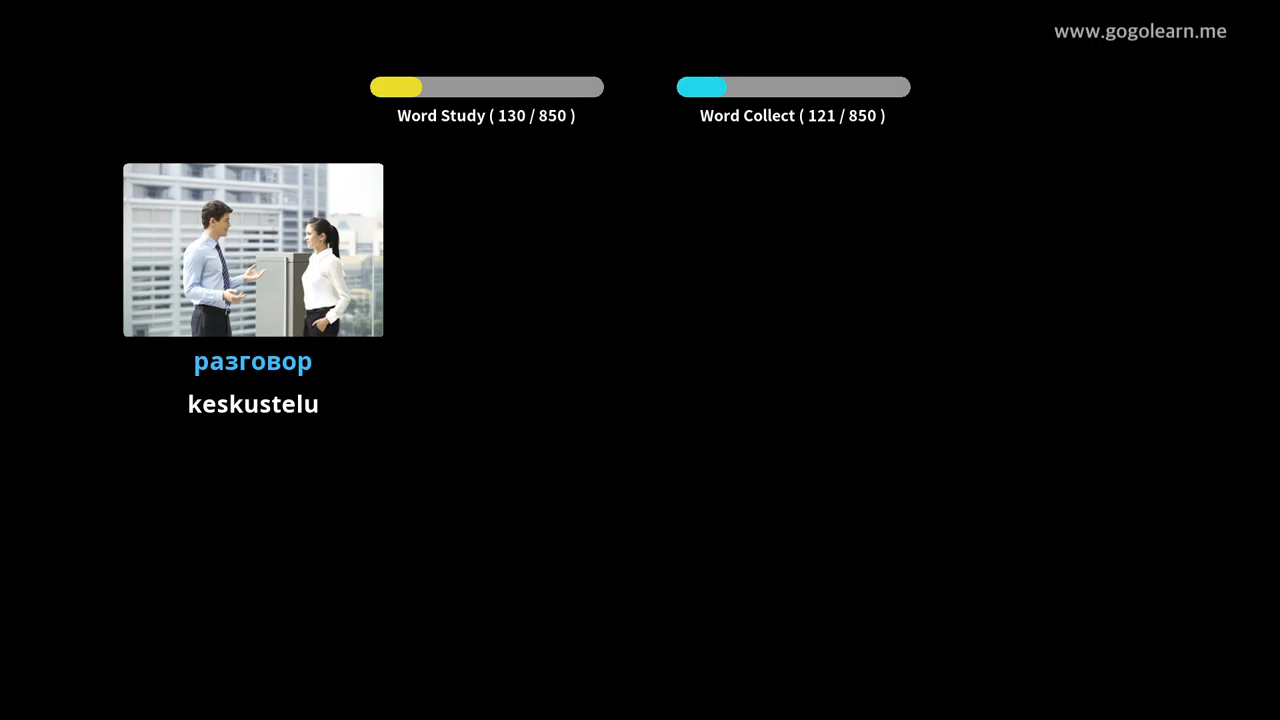 www.gogolearn.me
Word Study ( 130 / 850 )
Word Collect ( 121 / 850 )
разговор
keskustelu